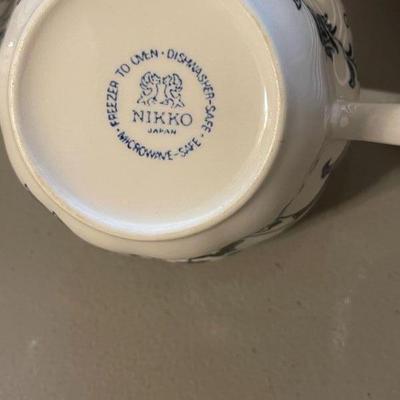 FREEZER TO OVEN • DISHWASHER-SAFE •
NIKKO
JAPAN
• MICROWAVE-SAFE •